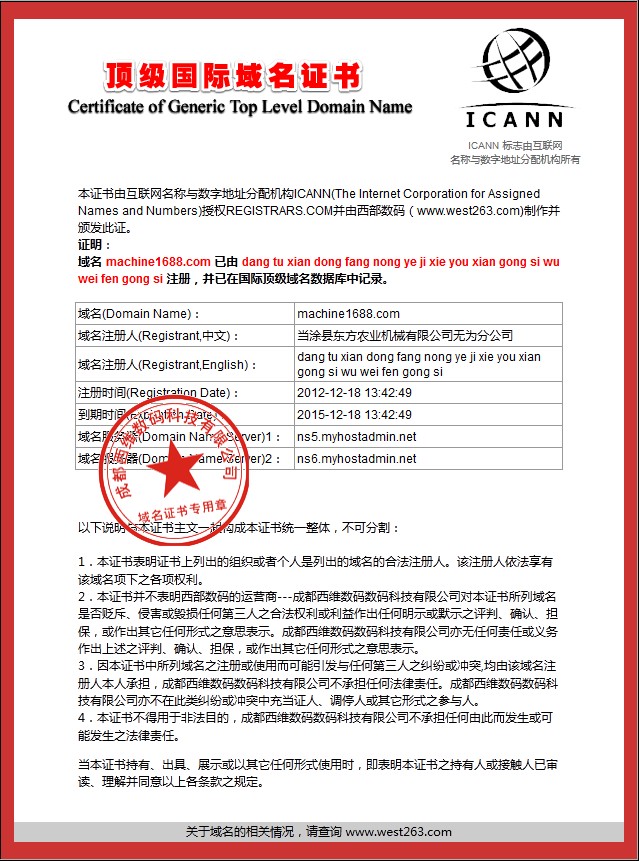 顶级国际域名证书
Certificate of Generic Top Level Domain Name
ICANN
ICANN 标志由互联网
名称与数字地址分配机构所有
本证书由互联网名称与数字地址分配机构ICANN(The Internet Corporation for Assigned
Names and Numbers)授权REGISTRARS.COM并由西部数码(www.west263.com)制作并
颁发此证。
证明：
域名 machine1688.com 已由 dang tu xian dong fang nong ye ji xie you xian gong si wu
wei fen gong si 注册，并已在国际顶级域名数据库中记录。
域名(Domain Name)： machine1688.com
域名注册人(Registrant,中文)： 当涂县东方农业机械有限公司无为分公司
域名注册人(Registrant,English)： dang tu xian dong fang nong ye ji xie you xian
gong si wu wei fen gong si
注册时间(Registration Date)： 2012-12-18 13:42:49
到期时间(Expiration Date)： 2015-12-18 13:42:49
域名服务器(Domain Name Server)1： ns5.myhostadmin.net
域名服务器(Domain Name Server)2： ns6.myhostadmin.net
成都西维数码科技有限公司
域名证书专用章
以下说明与本证书主文一起构成本证书统一整体，不可分割：
1．本证书表明证书上列出的组织或者个人是列出的域名的合法注册人。该注册人依法享有
该域名项下之各项权利。
2．本证书并不表明西部数码的运营商---成都西维数码数码科技有限公司对本证书所列域名
是否贬斥、侵害或毁损任何第三人之合法权利或利益作出任何明示或默示之评判、确认、担
保，或作出其它任何形式之意思表示。成都西维数码数码科技有限公司亦无任何责任或义务
作出上述之评判、确认、担保，或作出其它任何形式之意思表示。
3．因本证书中所列域名之注册或使用而可能引发与任何第三人之纠纷或冲突,均由该域名注
册人本人承担，成都西维数码数码科技有限公司不承担任何法律责任。成都西维数码数码科
技有限公司亦不在此类纠纷或冲突中充当证人、调停人或其它形式之参与人。
4．本证书不得用于非法目的，成都西维数码数码科技有限公司不承担任何由此而发生或可
能发生之法律责任。
当本证书持有、出具、展示或以其它任何形式使用时，即表明本证书之持有人或接触人已审
读、理解并同意以上各条款之规定。
关于域名的相关情况，请查询 www.west263.com